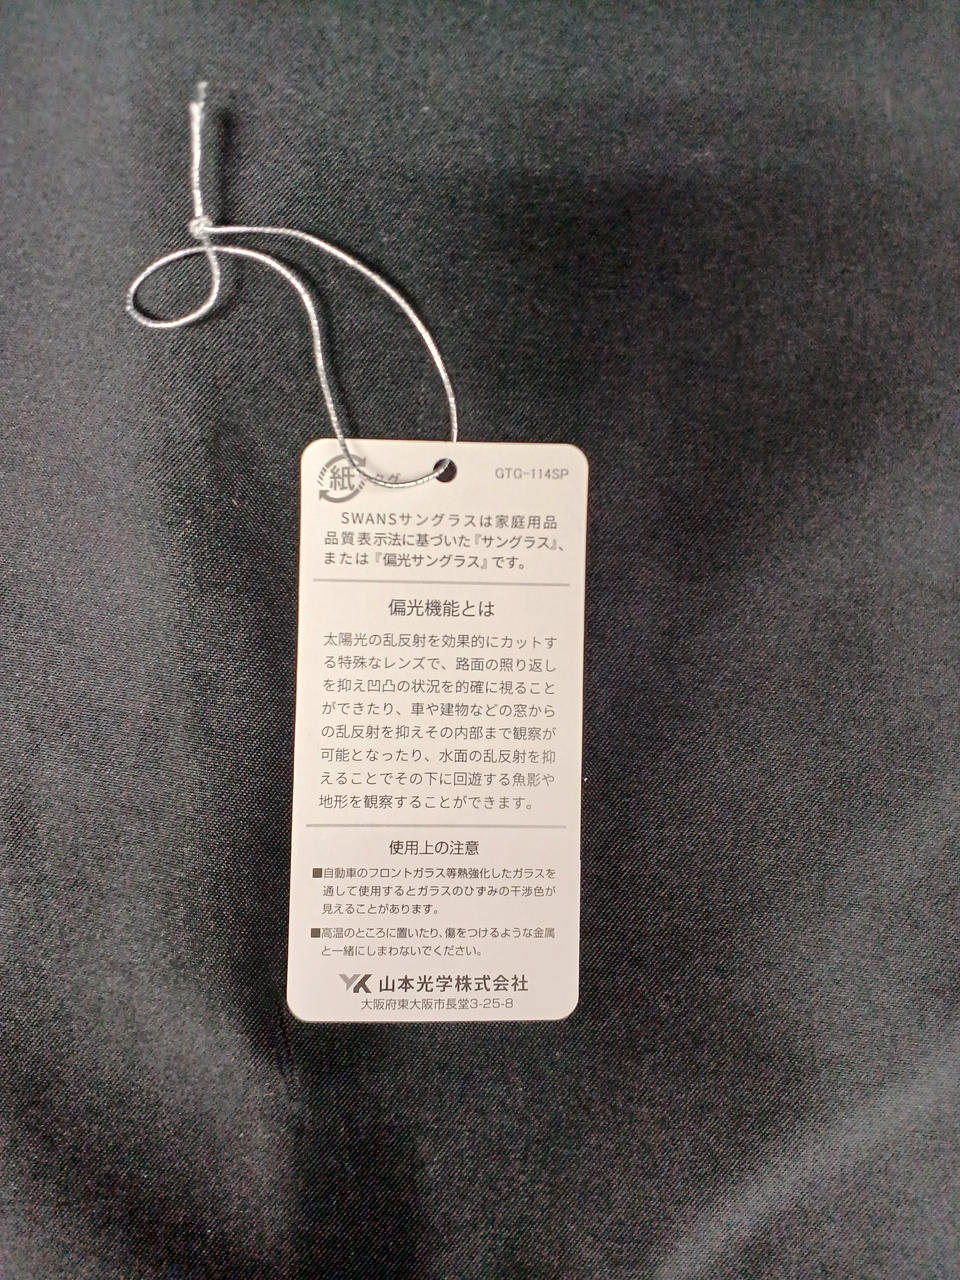 紙
タグ
GTG-114SP
SWANSサングラスは家庭用品
品質表示法に基づいた『サングラス』、
または『偏光サングラス』です。
偏光機能とは
太陽光の乱反射を効果的にカットす
る特殊なレンズで、路面の照り返し
を抑え凹凸の状況を的確に視ること
ができたり、車や建物などの窓から
の乱反射を抑えその内部まで観察が
可能となったり、水面の乱反射を抑
えることでその下に回遊する魚影や
地形を観察することができます。
使用上の注意
■自動車のフロントガラス等熱強化したガラスを
通して使用するとガラスのひずみの干渉色が
見えることがあります。
■高温のところに置いたり、傷をつけるような金属
と一緒にしまわないでください。
YK 山本光学株式会社
大阪府東大阪市長堂3-25-8